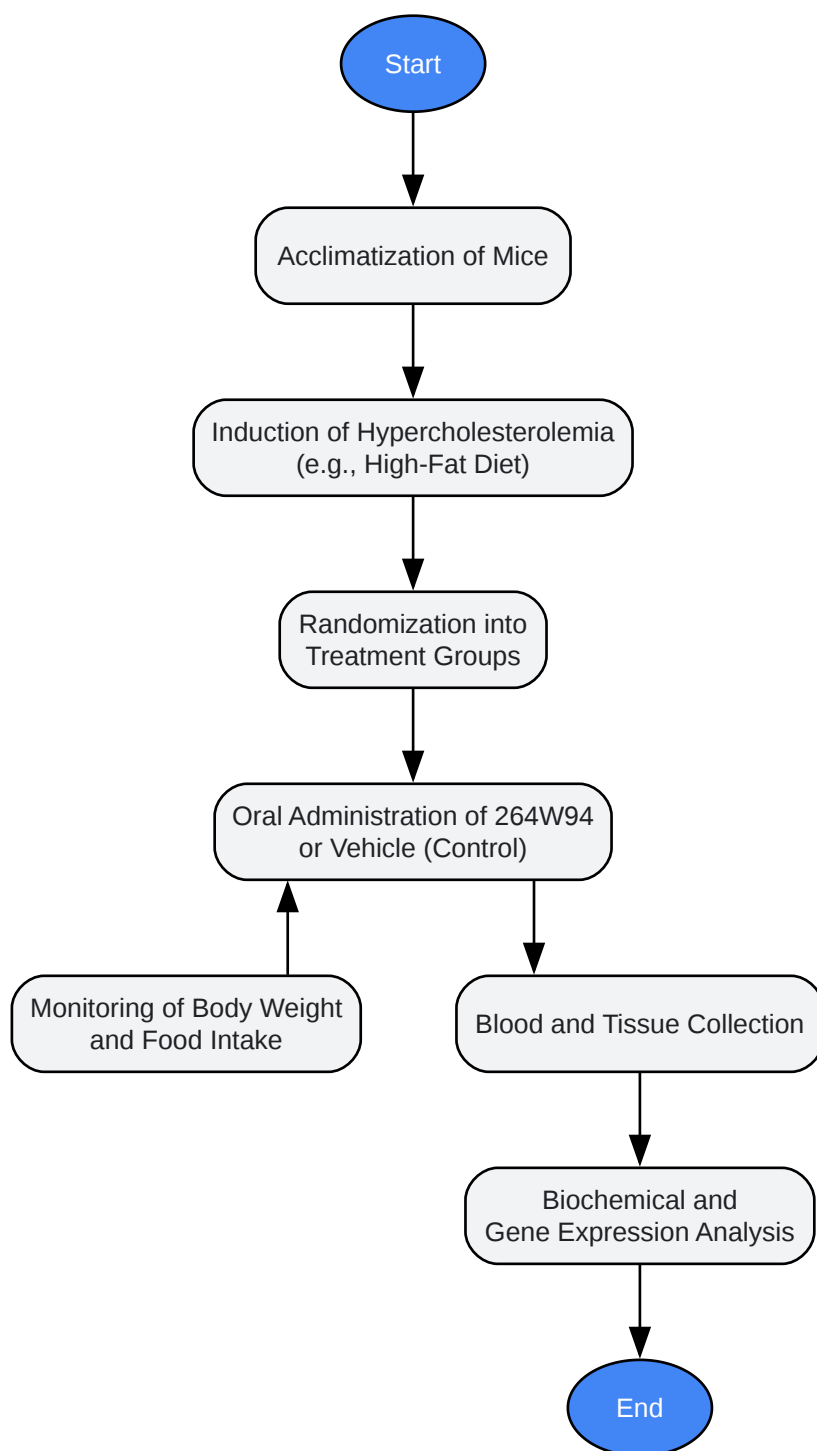 Start
Acclimatization of Mice
Induction of Hypercholesterolemia
(e.g., High-Fat Diet)
Randomization into
Treatment Groups
Oral Administration of 264W94
or Vehicle (Control)
Monitoring of Body Weight
and Food Intake
Blood and Tissue Collection
Biochemical and
Gene Expression Analysis
End